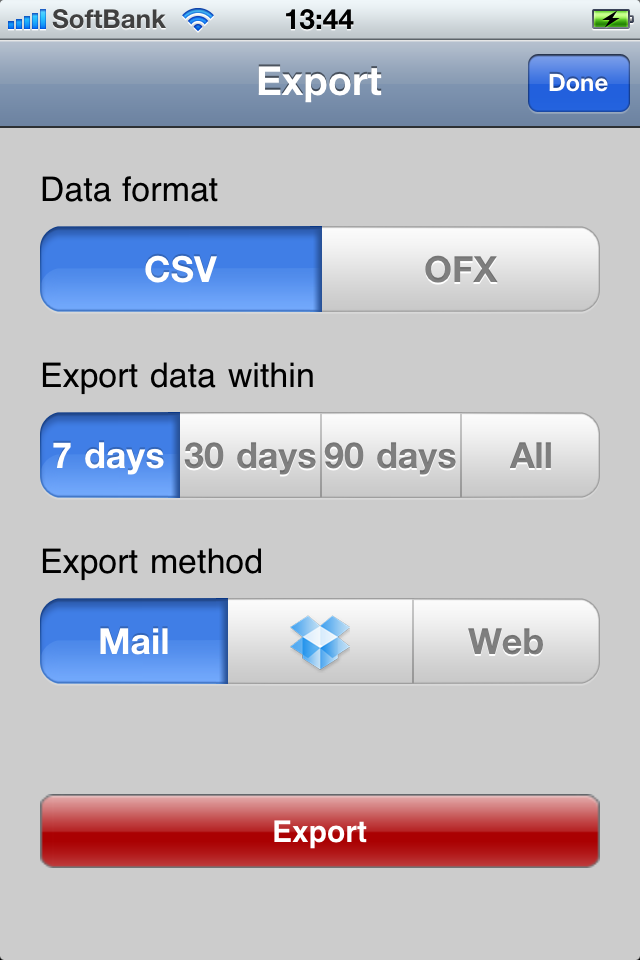 SoftBank 13:44
Export Done
Data format
CSV OFX
Export data within
7 days 30 days 90 days All
Export method
Mail Web
Export